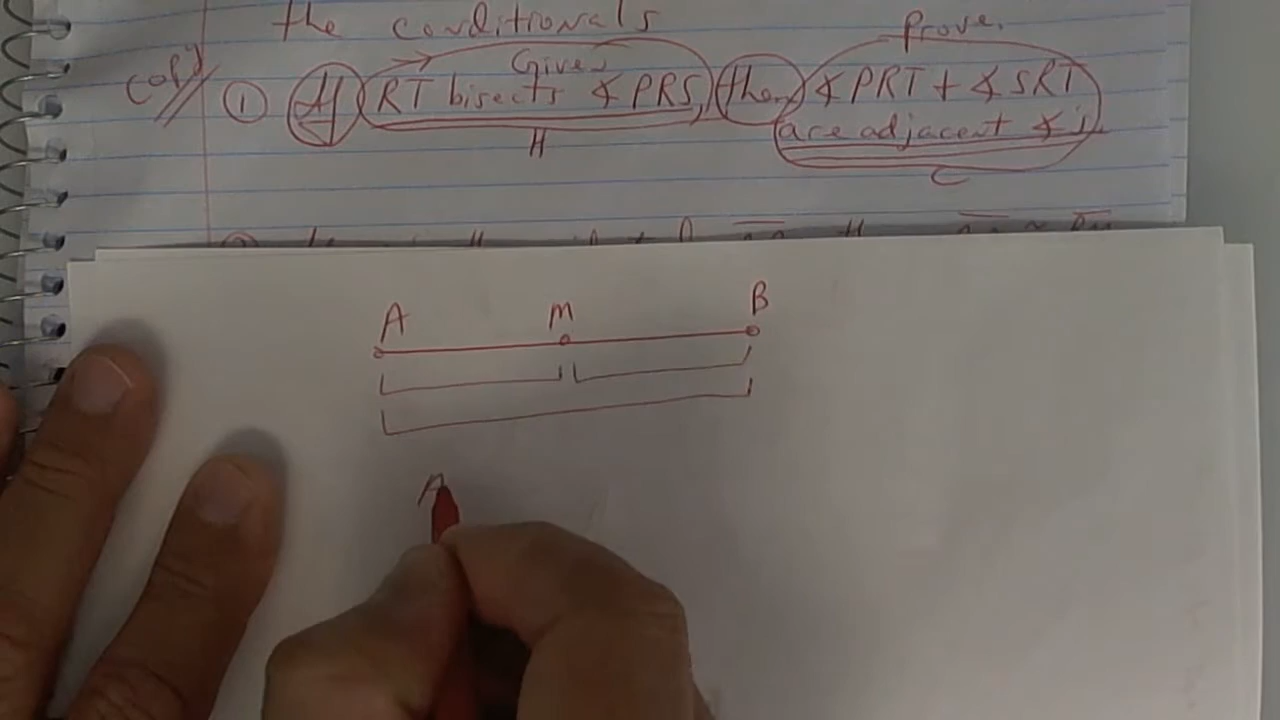 the conditionals
Prove.
Given
copy
① If RT bisects ∡ PRS, then ∡ PRT + ∡ SRT
are adjacent ∡'s.
H
C
A M B
A